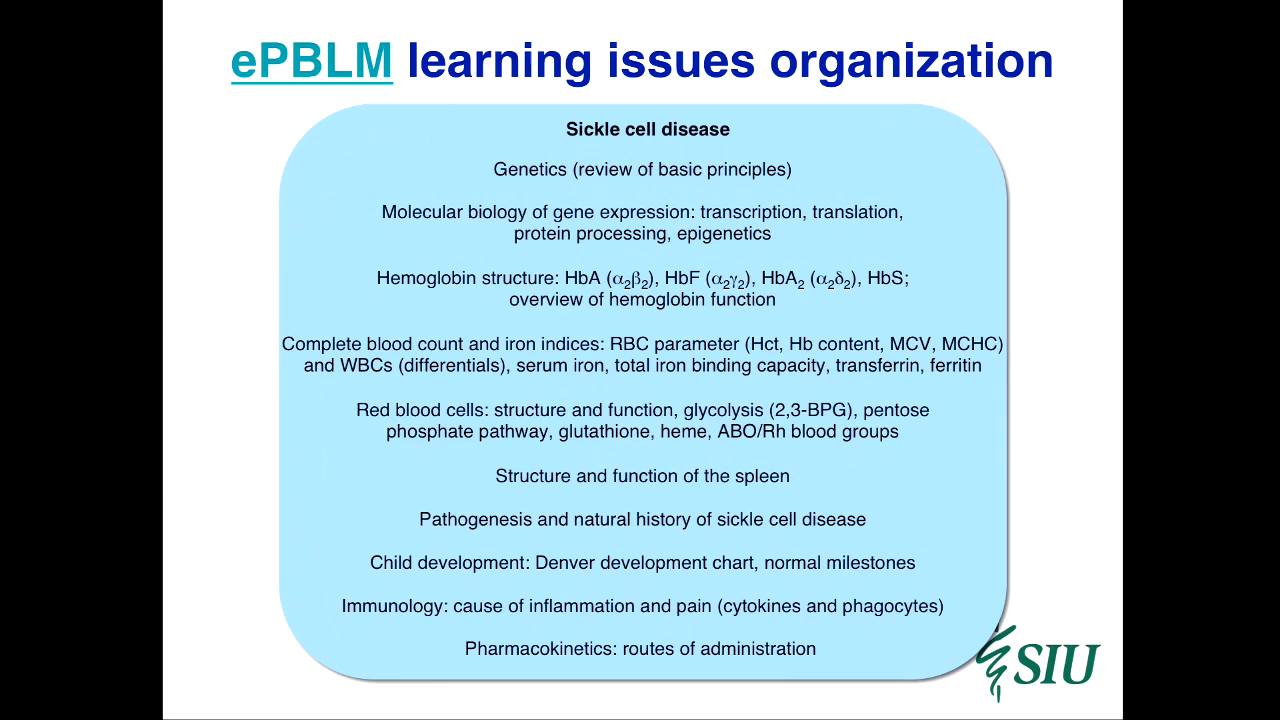 ePBLM learning issues organization
Sickle cell disease
Genetics (review of basic principles)
Molecular biology of gene expression: transcription, translation,
protein processing, epigenetics
Hemoglobin structure: HbA (α₂β₂), HbF (α₂γ₂), HbA₂ (α₂δ₂), HbS;
overview of hemoglobin function
Complete blood count and iron indices: RBC parameter (Hct, Hb content, MCV, MCHC)
and WBCs (differentials), serum iron, total iron binding capacity, transferrin, ferritin
Red blood cells: structure and function, glycolysis (2,3-BPG), pentose
phosphate pathway, glutathione, heme, ABO/Rh blood groups
Structure and function of the spleen
Pathogenesis and natural history of sickle cell disease
Child development: Denver development chart, normal milestones
Immunology: cause of inflammation and pain (cytokines and phagocytes)
Pharmacokinetics: routes of administration
SIU